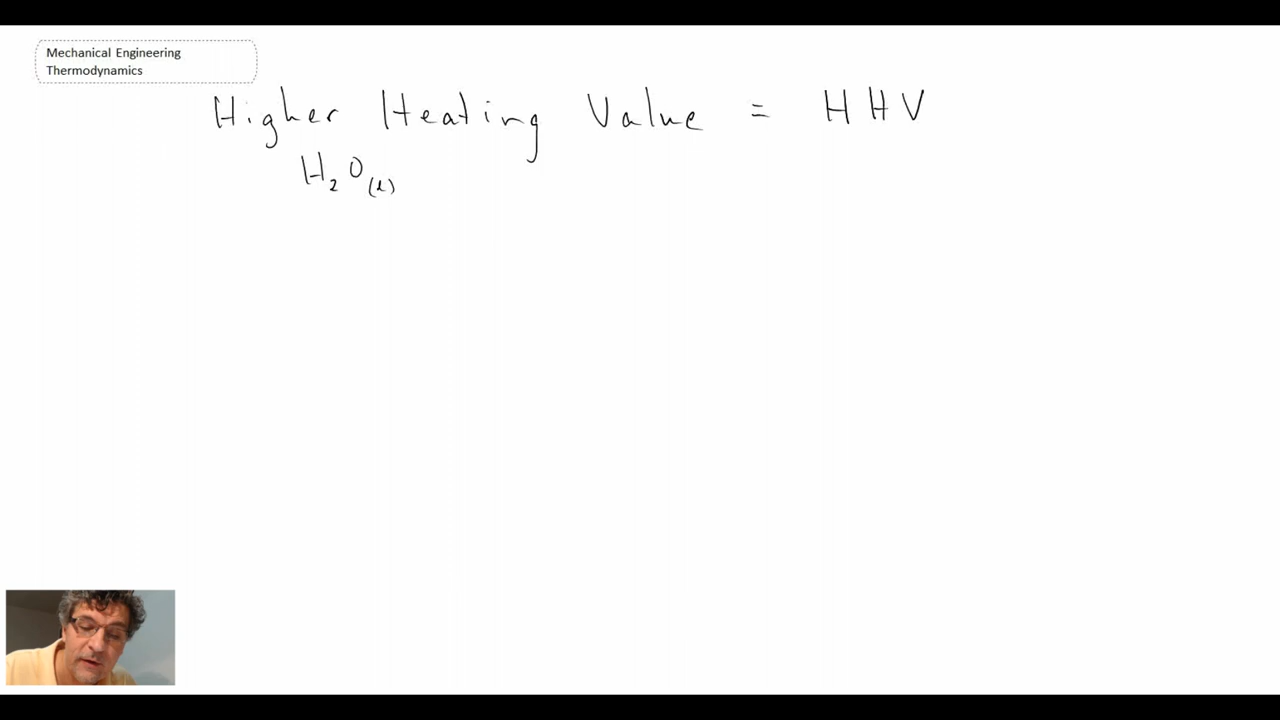 Mechanical Engineering
Thermodynamics
Higher Heating Value = HHV
H₂O(l)